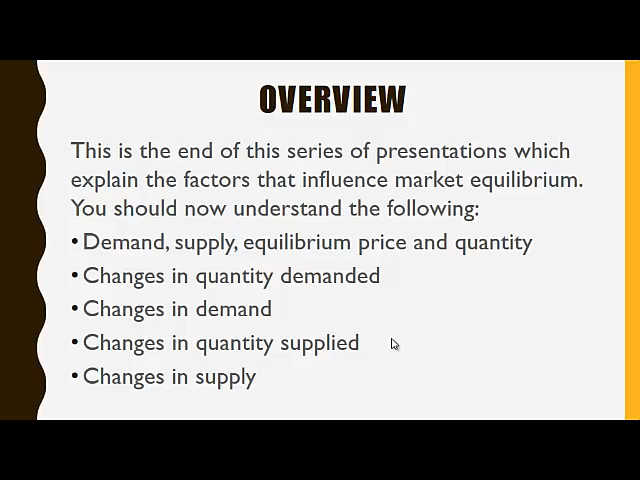 OVERVIEW
This is the end of this series of presentations which
explain the factors that influence market equilibrium.
You should now understand the following:
• Demand, supply, equilibrium price and quantity
• Changes in quantity demanded
• Changes in demand
• Changes in quantity supplied
• Changes in supply